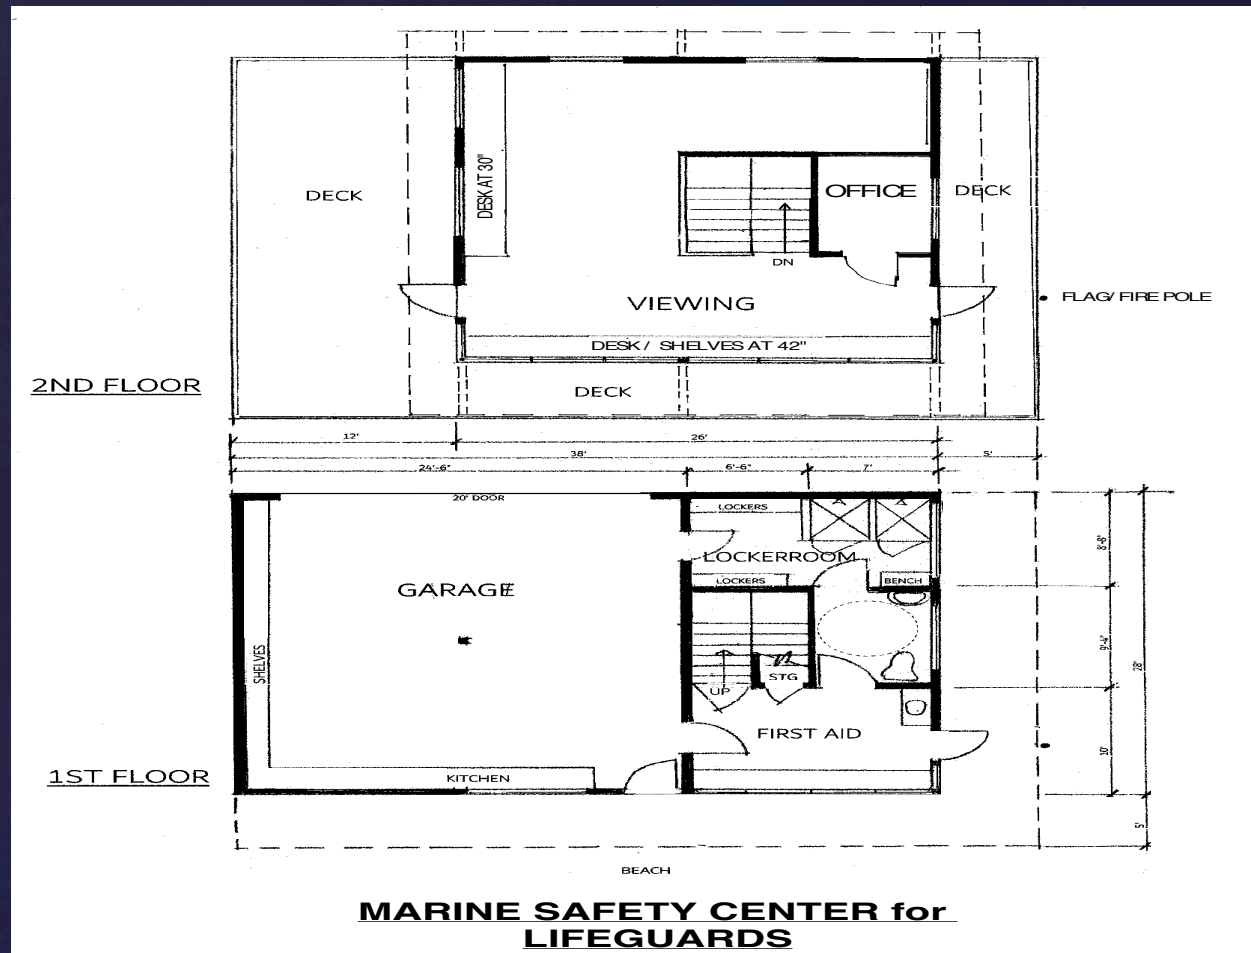 DECK
DESK AT 30"
OFFICE
DECK
DN
VIEWING
FLAG/ FIRE POLE
DESK / SHELVES AT 42"
2ND FLOOR
DECK
12'
26'
38'
5'
24'-6"
6'-6"
7'
20' DOOR
LOCKERS
LOCKERROOM
8'-8"
LOCKERS
BENCH
GARAGE
SHELVES
9'-4"
28'
STG
UP
FIRST AID
10'
1ST FLOOR
KITCHEN
5'
BEACH
MARINE SAFETY CENTER for
LIFEGUARDS